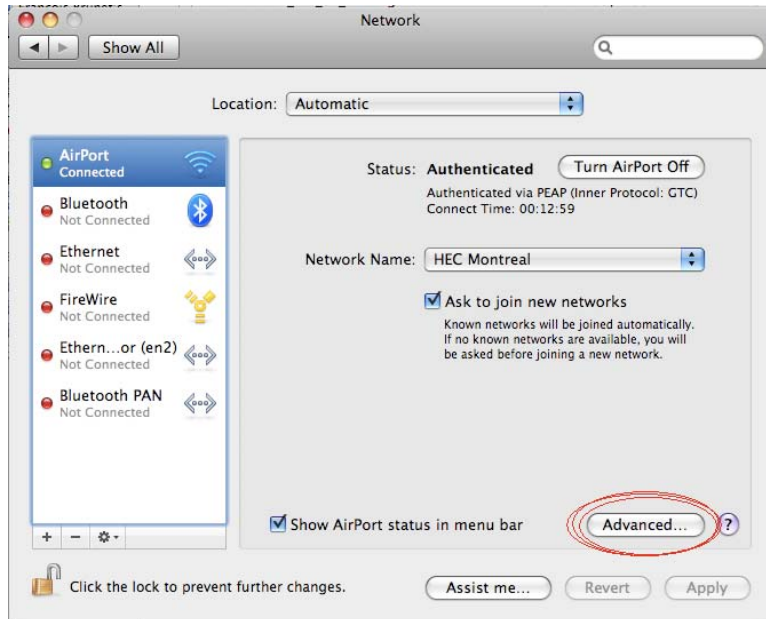 Network
Show All
Location: Automatic
AirPort
Connected
Bluetooth
Not Connected
Ethernet
Not Connected
FireWire
Not Connected
Ethern...or (en2)
Not Connected
Bluetooth PAN
Not Connected
Status: Authenticated Turn AirPort Off
Authenticated via PEAP (Inner Protocol: GTC)
Connect Time: 00:12:59
Network Name: HEC Montreal
Ask to join new networks
Known networks will be joined automatically.
If no known networks are available, you will
be asked before joining a new network.
Show AirPort status in menu bar Advanced... ?
Click the lock to prevent further changes. Assist me... Revert Apply